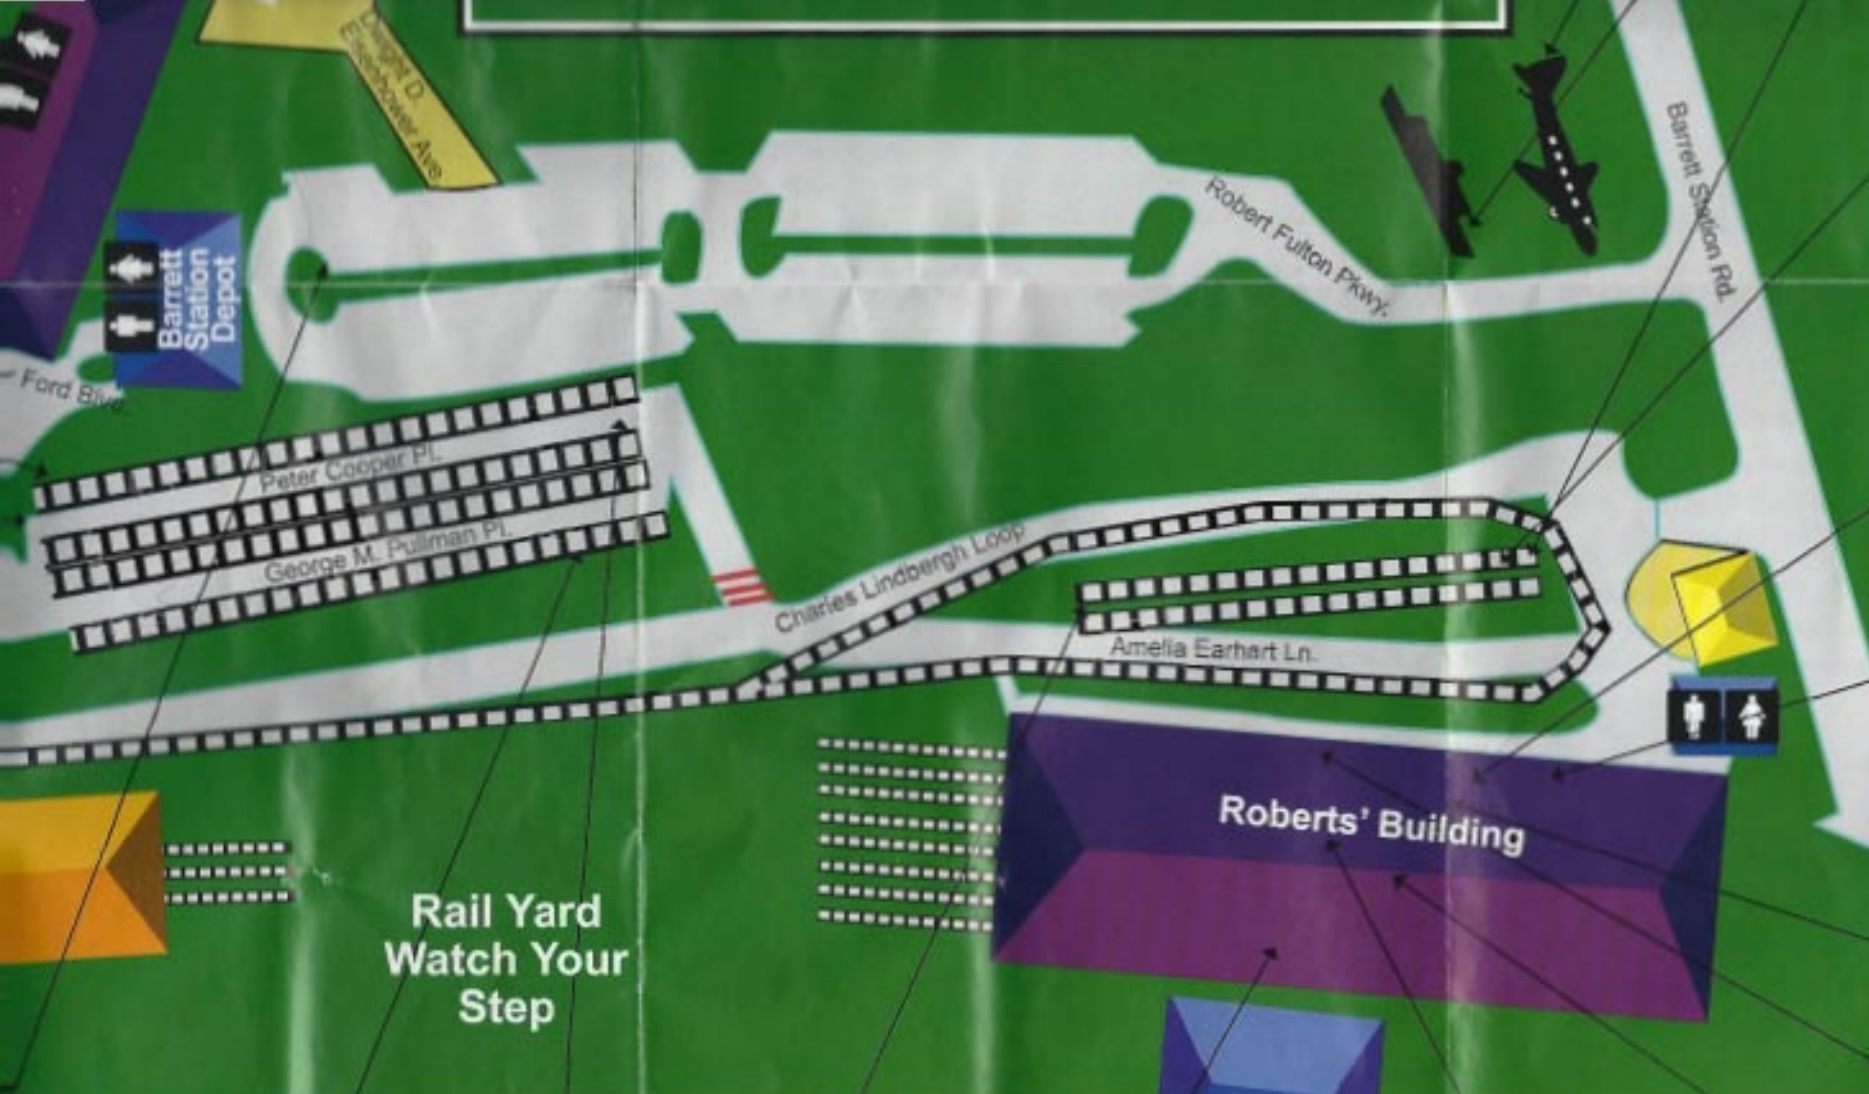 Dwight D.
Eisenhower Ave.
Barrett Station Rd.
Robert Fulton Pkwy.
Barrett
Station
Depot
Ford Blvd.
Peter Cooper Pl.
George M. Pullman Pl.
Charles Lindbergh Loop
Amelia Earhart Ln.
Roberts' Building
Rail Yard
Watch Your
Step